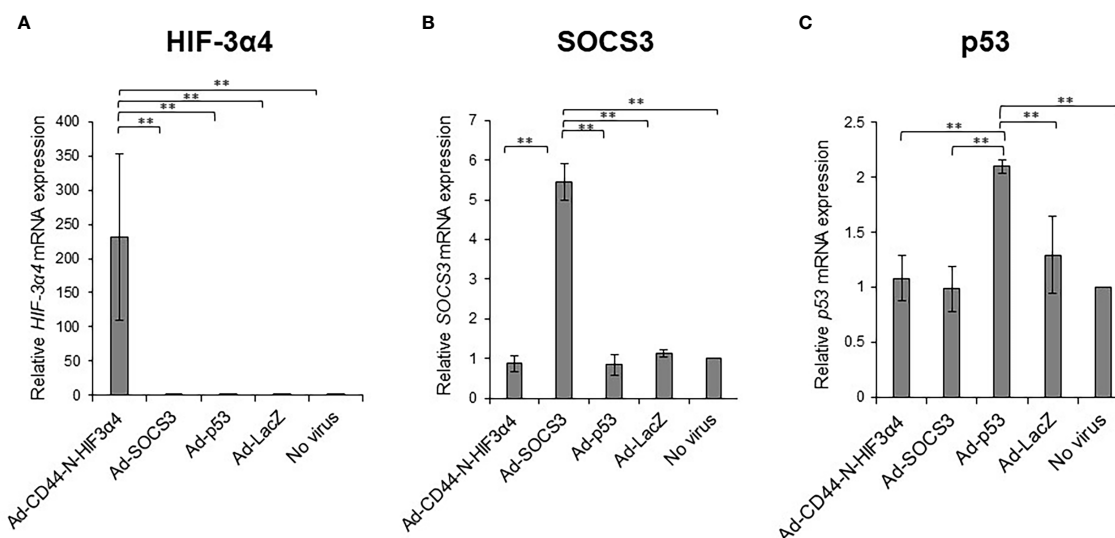 A
HIF-3α4
**
**
**
**
400
350
300
250
200
150
100
50
0
Relative HIF-3α4 mRNA expression
Ad-CD44-N-HIF3α4
Ad-SOCS3
Ad-p53
Ad-LacZ
No virus
B
SOCS3
**
**
**
**
7
6
5
4
3
2
1
0
Relative SOCS3 mRNA expression
Ad-CD44-N-HIF3α4
Ad-SOCS3
Ad-p53
Ad-LacZ
No virus
C
p53
**
**
**
**
2.5
2
1.5
1
0.5
0
Relative p53 mRNA expression
Ad-CD44-N-HIF3α4
Ad-SOCS3
Ad-p53
Ad-LacZ
No virus